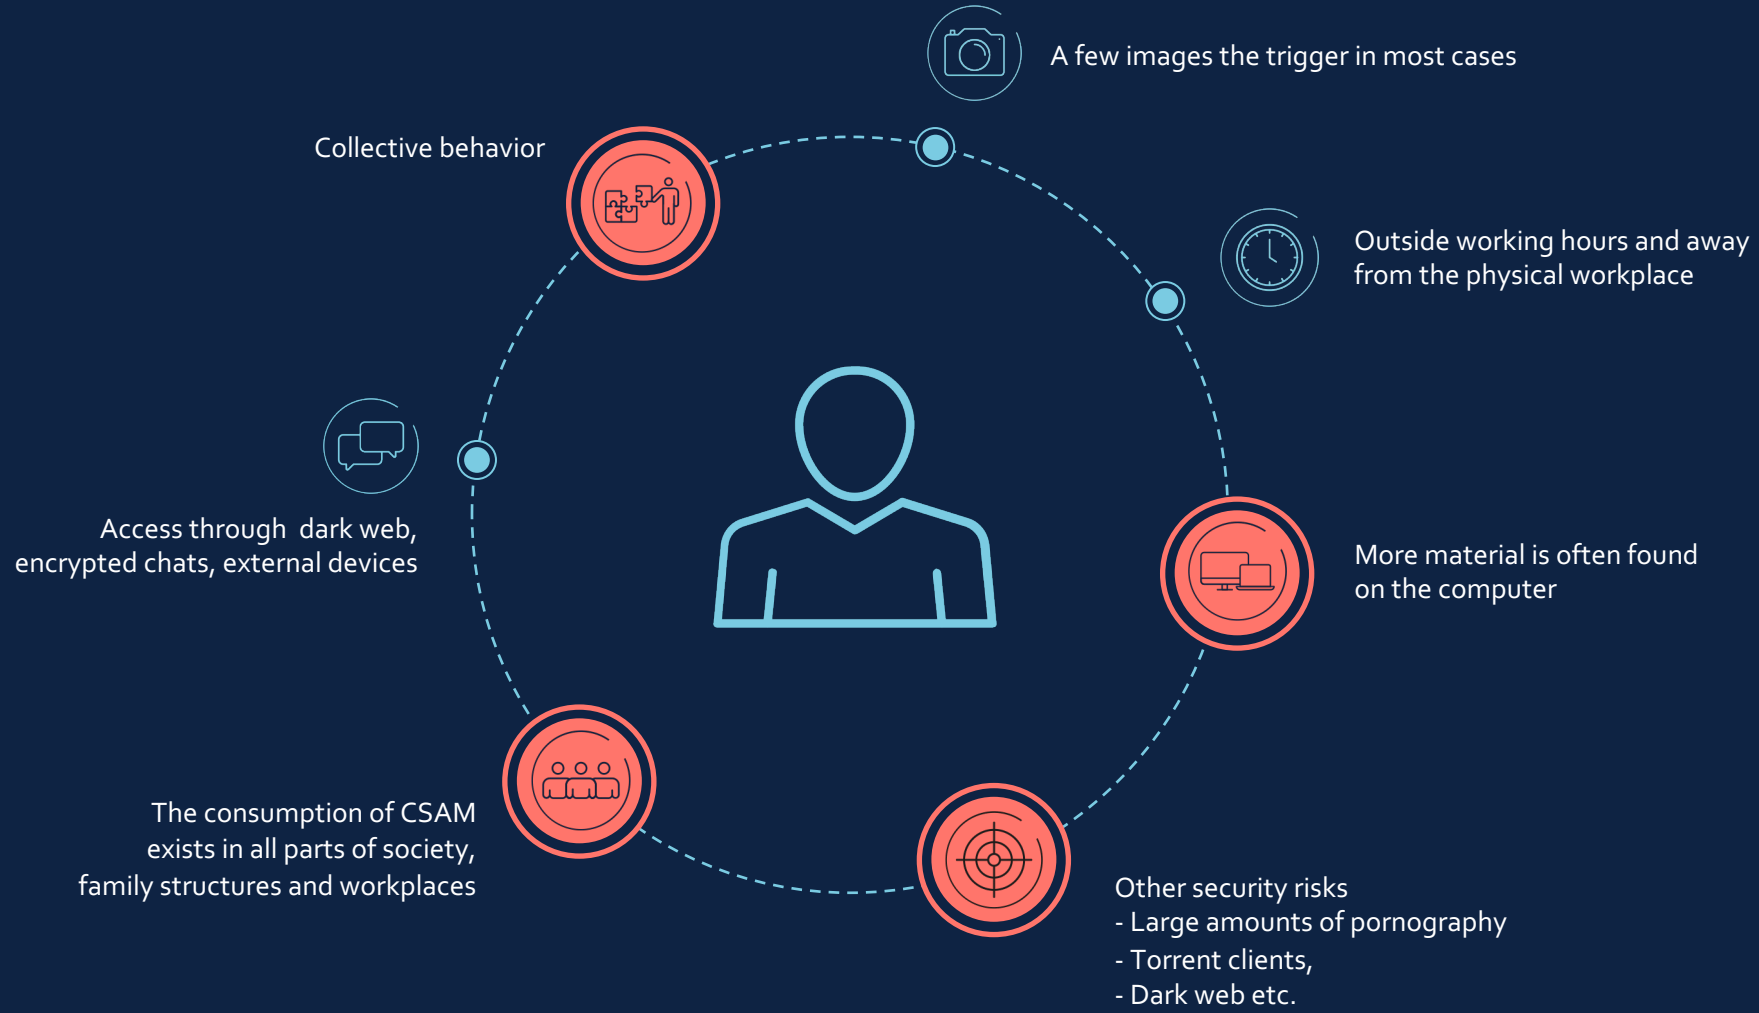 A few images the trigger in most cases
Collective behavior
Outside working hours and away
from the physical workplace
Access through  dark web,
encrypted chats, external devices
More material is often found
on the computer
The consumption of CSAM
exists in all parts of society,
family structures and workplaces
Other security risks
- Large amounts of pornography
- Torrent clients,
- Dark web etc.